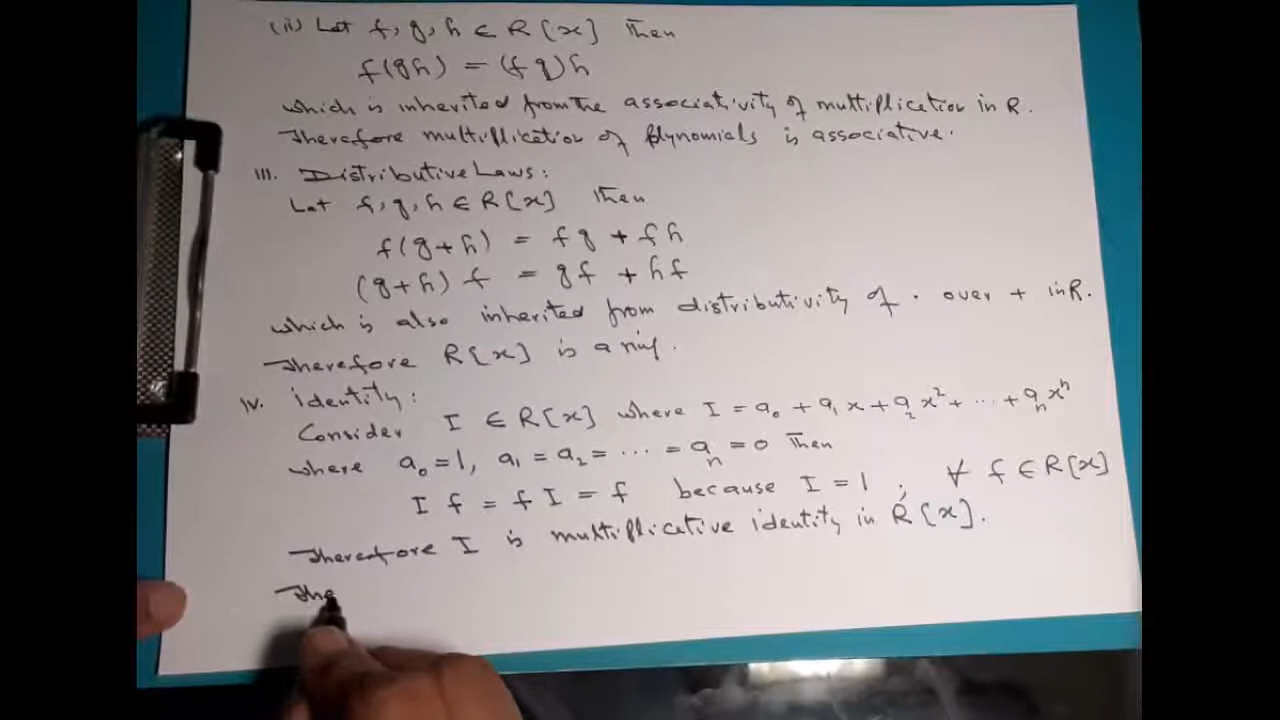 (ii) Let f, g, h ∈ R[x] Then
f(gh) = (fg)h
which is inherited from the associativity of multiplication in R.
Therefore multiplication of polynomials is associative.
III. Distributive Laws:
Let f, g, h ∈ R[x] Then
f(g+h) = fg + fh
(g+h) f = gf + hf
which is also inherited from distributivity of · over + in R.
Therefore R[x] is a ring.
IV. identity:
Consider I ∈ R[x] where I = a₀ + a₁x + a₂x² + ··· + aₙxⁿ
where a₀ = 1, a₁ = a₂ = ··· = aₙ = 0 Then
I f = f I = f because I = 1 ; ∀ f ∈ R[x]
Therefore I is multiplicative identity in R[x].
The